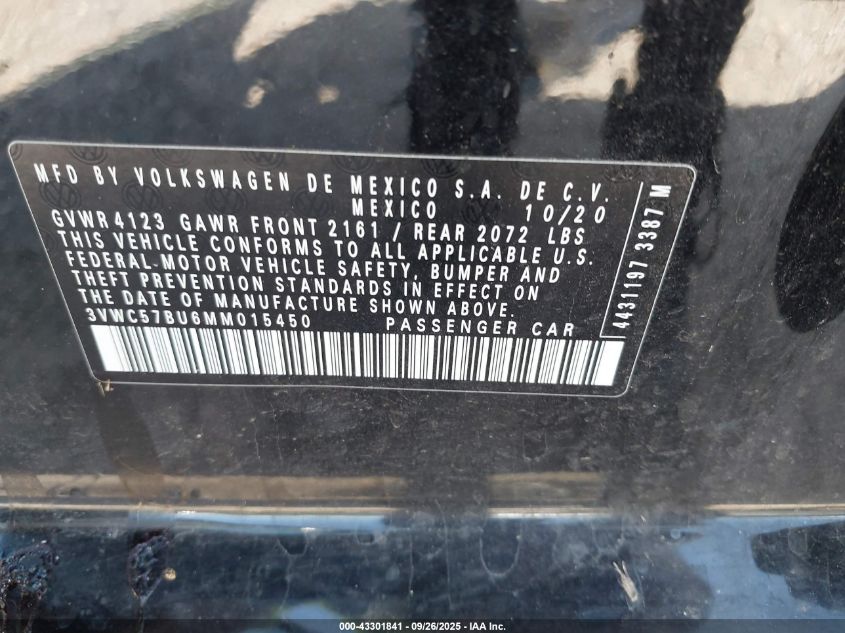 MFD BY VOLKSWAGEN DE MEXICO S.A. DE C.V.
MEXICO 10/20
GVWR 4123 GAWR FRONT 2161 / REAR 2072 LBS
THIS VEHICLE CONFORMS TO ALL APPLICABLE U.S.
FEDERAL-MOTOR VEHICLE SAFETY, BUMPER AND
THEFT PREVENTION STANDARDS IN EFFECT ON
THE DATE OF MANUFACTURE SHOWN ABOVE.
3VWC57BU6MM015450 PASSENGER CAR
4431197 3387 M
000-43301841 | 09/26/2025 | IAA Inc.